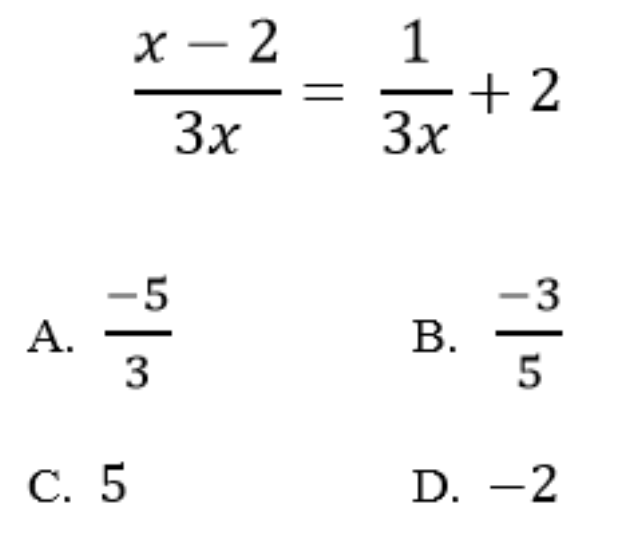 x − 2 / 3x = 1 / 3x + 2
A. −5 / 3 B. −3 / 5
C. 5 D. −2